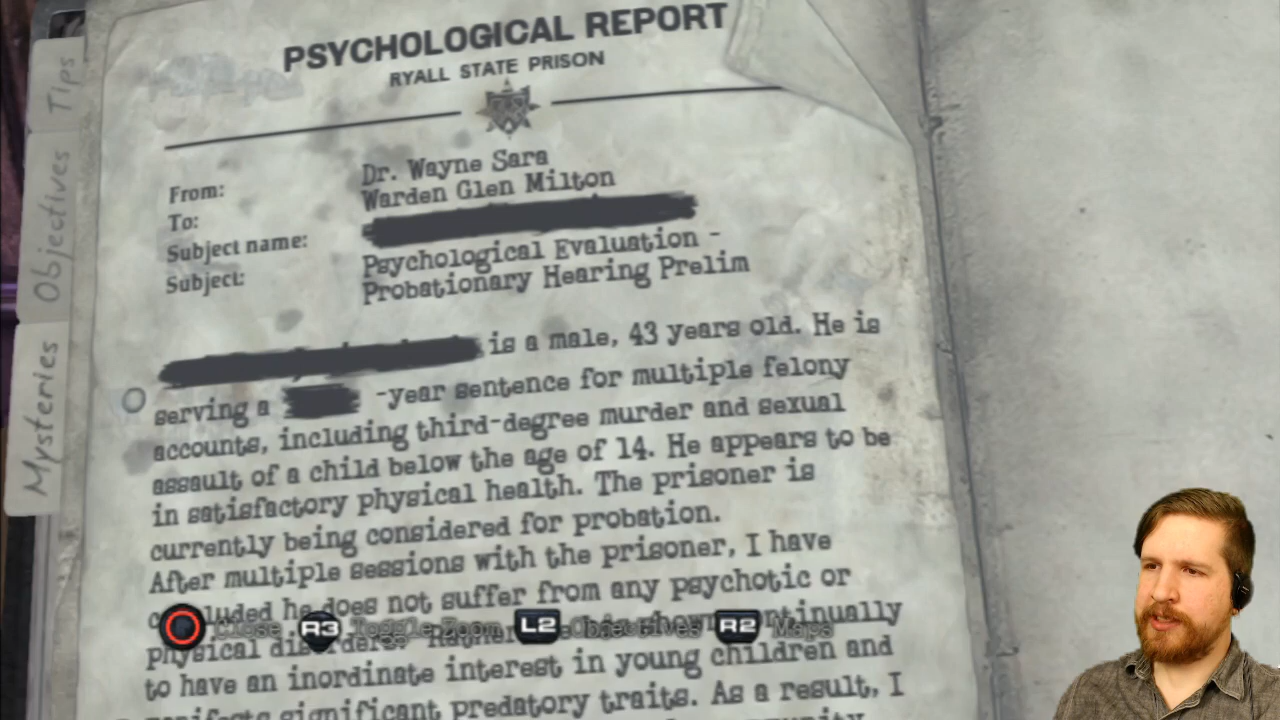 PSYCHOLOGICAL REPORT
RYALL STATE PRISON
From: Dr. Wayne Sara
To: Warden Glen Milton
Subject name:
Subject: Psychological Evaluation -
Probationary Hearing Prelim
is a male, 43 years old. He is
serving a -year sentence for multiple felony
accounts, including third-degree murder and sexual
assault of a child below the age of 14. He appears to be
in satisfactory physical health. The prisoner is
currently being considered for probation.
After multiple sessions with the prisoner, I have
he does not suffer from any psychotic or
physical
to have an inordinate interest in young children and
significant predatory traits. As a result, I
Tips
Objectives
Mysteries
Close R3 Toggle Zoom L2 Objectives R2 Maps